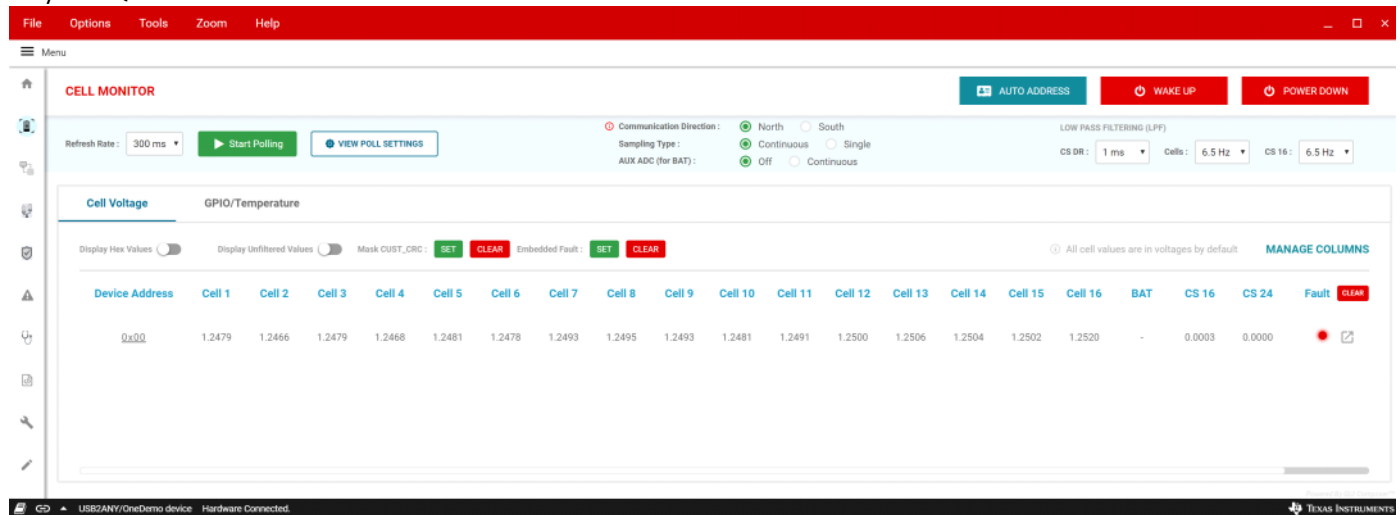 File Options Tools Zoom Help
Menu
CELL MONITOR
AUTO ADDRESS
WAKE UP
POWER DOWN
Refresh Rate : 300 ms
Start Polling
VIEW POLL SETTINGS
Communication Direction : North South
Sampling Type : Continuous Single
AUX ADC (for BAT) : Off Continuous
LOW PASS FILTERING (LPF)
CS DR : 1 ms Cells : 6.5 Hz CS 16 : 6.5 Hz
Cell Voltage GPIO/Temperature
Display Hex Values Display Unfiltered Values Mask CUST_CRC : SET CLEAR Embedded Fault : SET CLEAR All cell values are in voltages by default MANAGE COLUMNS
Device Address Cell 1 Cell 2 Cell 3 Cell 4 Cell 5 Cell 6 Cell 7 Cell 8 Cell 9 Cell 10 Cell 11 Cell 12 Cell 13 Cell 14 Cell 15 Cell 16 BAT CS 16 CS 24 Fault CLEAR
0x00 1.2479 1.2466 1.2479 1.2468 1.2481 1.2478 1.2493 1.2495 1.2493 1.2481 1.2491 1.2500 1.2506 1.2504 1.2502 1.2520 - 0.0003 0.0000
USB2ANY/OneDemo device Hardware Connected.
TEXAS INSTRUMENTS